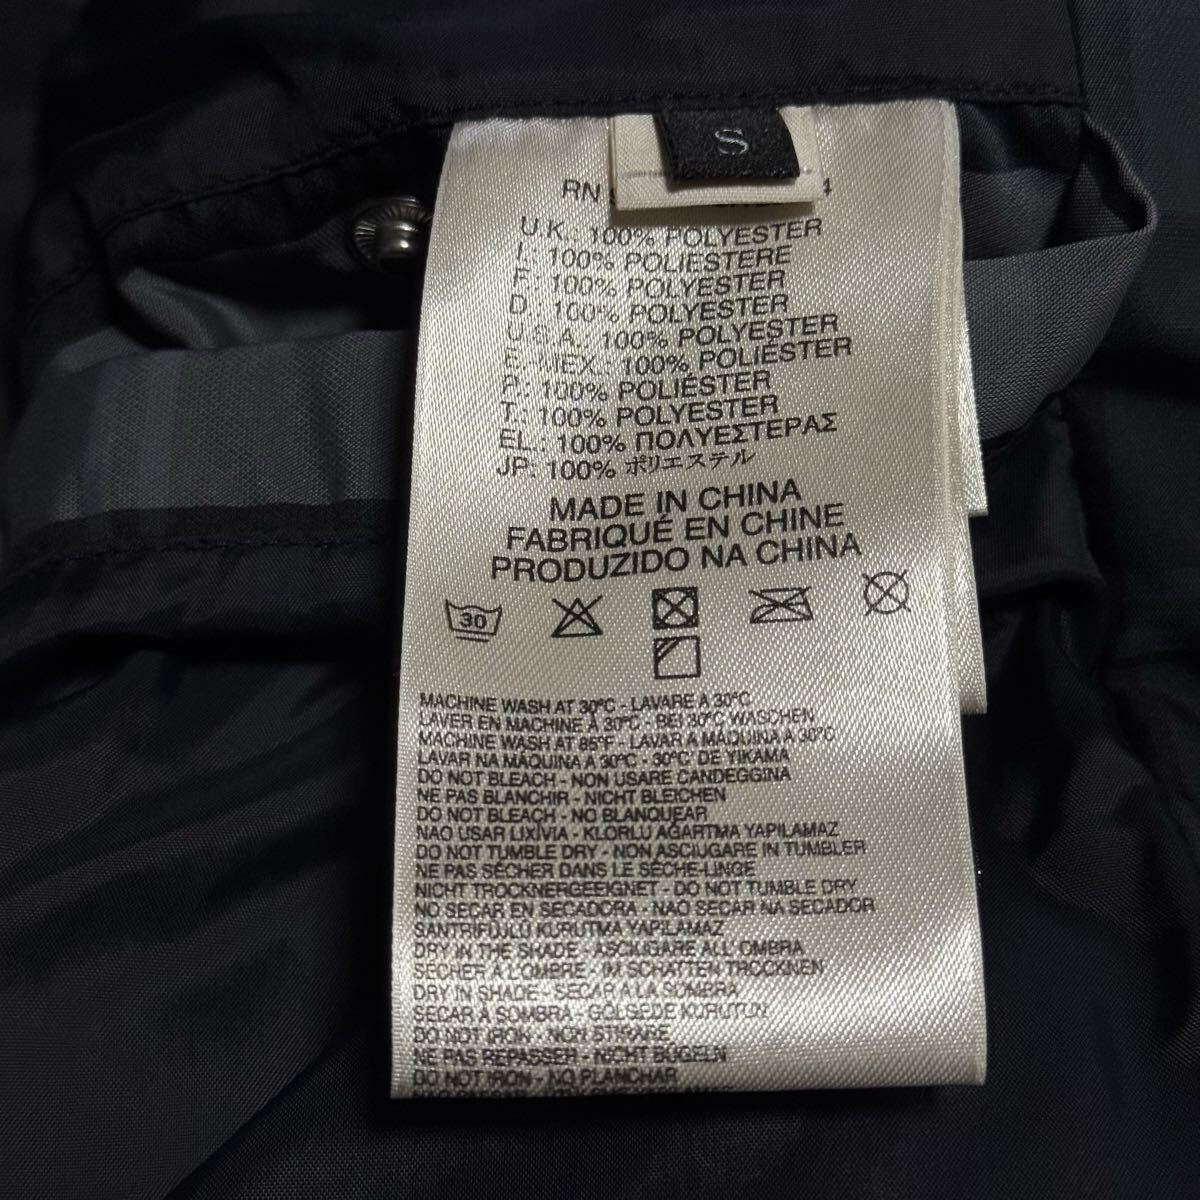 S
RN
4
U.K.: 100% POLYESTER
I.: 100% POLIESTERE
F.: 100% POLYESTER
D.: 100% POLYESTER
U.S.A.: 100% POLYESTER
E.-MEX.: 100% POLIÉSTER
P.: 100% POLIÉSTER
T.: 100% POLYESTER
EL.: 100% ΠΟΛΥΕΣΤΕΡΑΣ
JP: 100% ポリエステル
MADE IN CHINA
FABRIQUÉ EN CHINE
PRODUZIDO NA CHINA
30
MACHINE WASH AT 30°C - LAVARE A 30°C
LAVER EN MACHINE À 30°C - BEI 30°C WASCHEN
MACHINE WASH AT 85°F - LAVAR A MÁQUINA A 30°C
LAVAR NA MÁQUINA A 30°C - 30°C DE YIKAMA
DO NOT BLEACH - NON USARE CANDEGGINA
NE PAS BLANCHIR - NICHT BLEICHEN
DO NOT BLEACH - NO BLANQUEAR
NAO USAR LIXÍVIA - KLORLU AGARTMA YAPILAMAZ
DO NOT TUMBLE DRY - NON ASCIUGARE IN TUMBLER
NE PAS SÉCHER DANS LE SÈCHE-LINGE
NICHT TROCKNERGEEIGNET - DO NOT TUMBLE DRY
NO SECAR EN SECADORA - NAO SECAR NA SECADOR
SANTRIFUJLU KURUTMA YAPILAMAZ
DRY IN THE SHADE - ASCIUGARE ALL' OMBRA
SÉCHER A L'OMBRE - IM SCHATTEN TROCKNEN
DRY IN SHADE - SECAR A LA SOMBRA
SECAR A SOMBRA - GOLGEDE KURUTUN
DO NOT IRON - NON STIRARE
NE PAS REPASSER - NICHT BÜGELN
DO NOT IRON - NO PLANCHAR